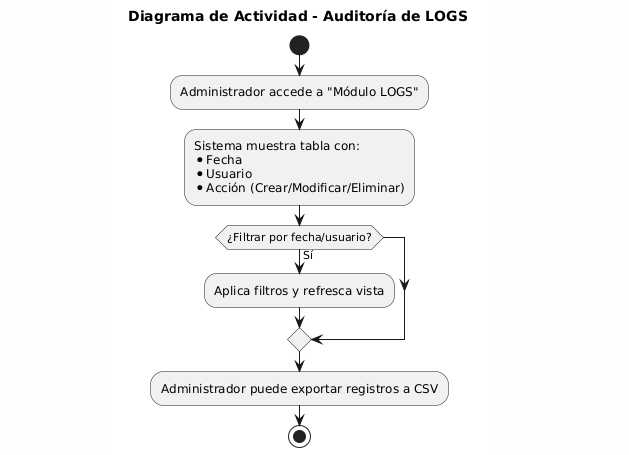 Diagrama de Actividad - Auditoría de LOGS
Administrador accede a "Módulo LOGS"
Sistema muestra tabla con:
• Fecha
• Usuario
• Acción (Crear/Modificar/Eliminar)
¿Filtrar por fecha/usuario?
Sí
Aplica filtros y refresca vista
Administrador puede exportar registros a CSV